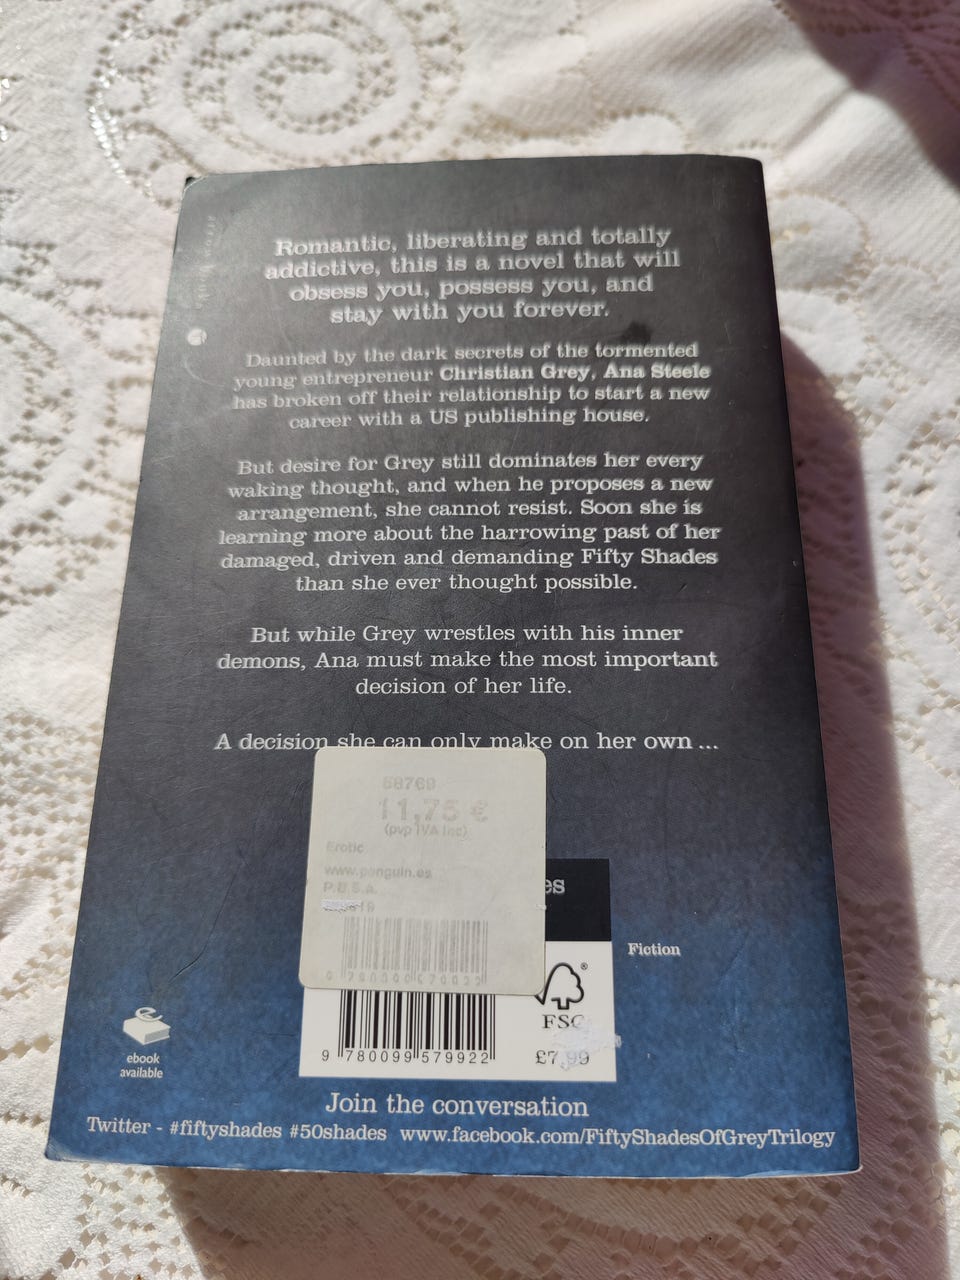 Romantic, liberating and totally
addictive, this is a novel that will
obsess you, possess you, and
stay with you forever.
Daunted by the dark secrets of the tormented
young entrepreneur Christian Grey, Ana Steele
has broken off their relationship to start a new
career with a US publishing house.
But desire for Grey still dominates her every
waking thought, and when he proposes a new
arrangement, she cannot resist. Soon she is
learning more about the harrowing past of her
damaged, driven and demanding Fifty Shades
than she ever thought possible.
But while Grey wrestles with his inner
demons, Ana must make the most important
decision of her life.
A decision she can only make on her own ...
58769
11,75 €
(pvp IVA Inc)
Erotic
www.penguin.es
P.B.S.A.
es
Fiction
FSC
®
£7.99
9 780099 579922
ebook
available
Join the conversation
Twitter - #fiftyshades #50shades www.facebook.com/FiftyShadesOfGreyTrilogy